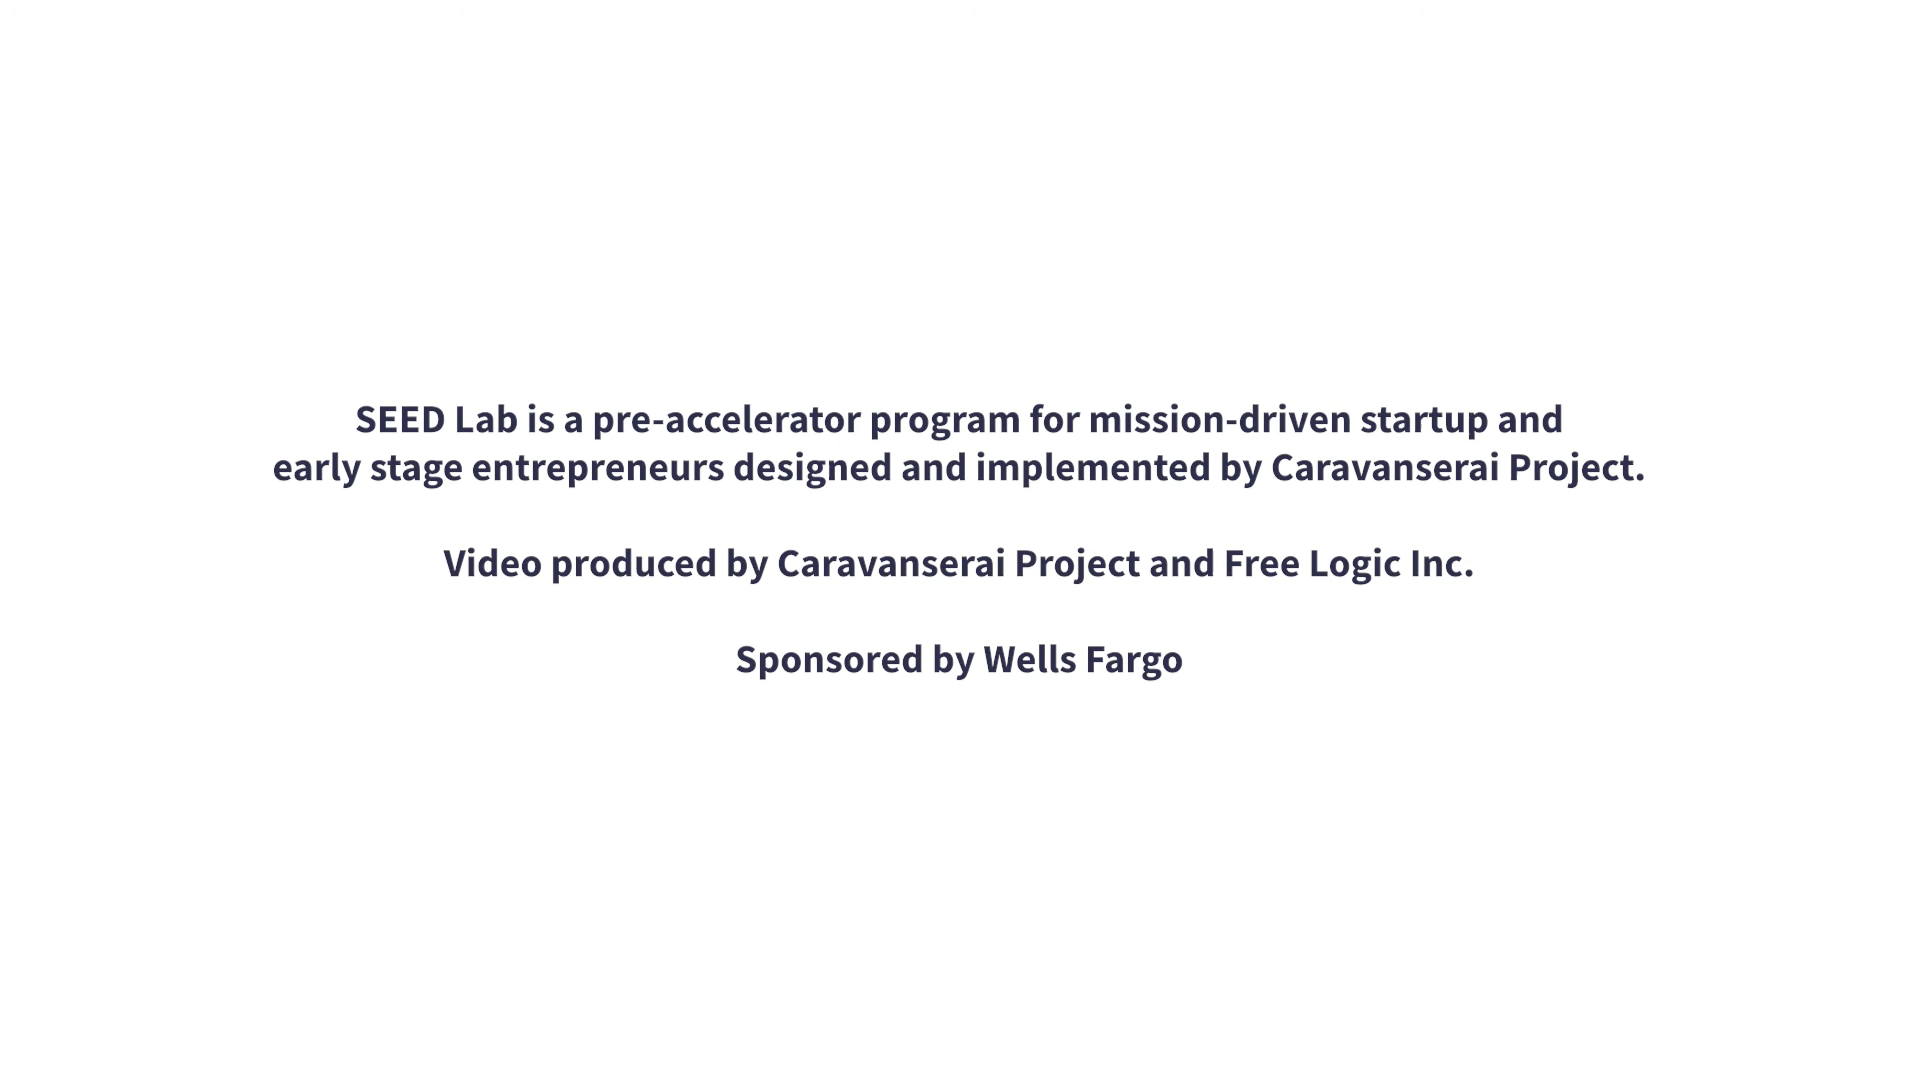 SEED Lab is a pre-accelerator program for mission-driven startup and
early stage entrepreneurs designed and implemented by Caravanserai Project.
Video produced by Caravanserai Project and Free Logic Inc.
Sponsored by Wells Fargo